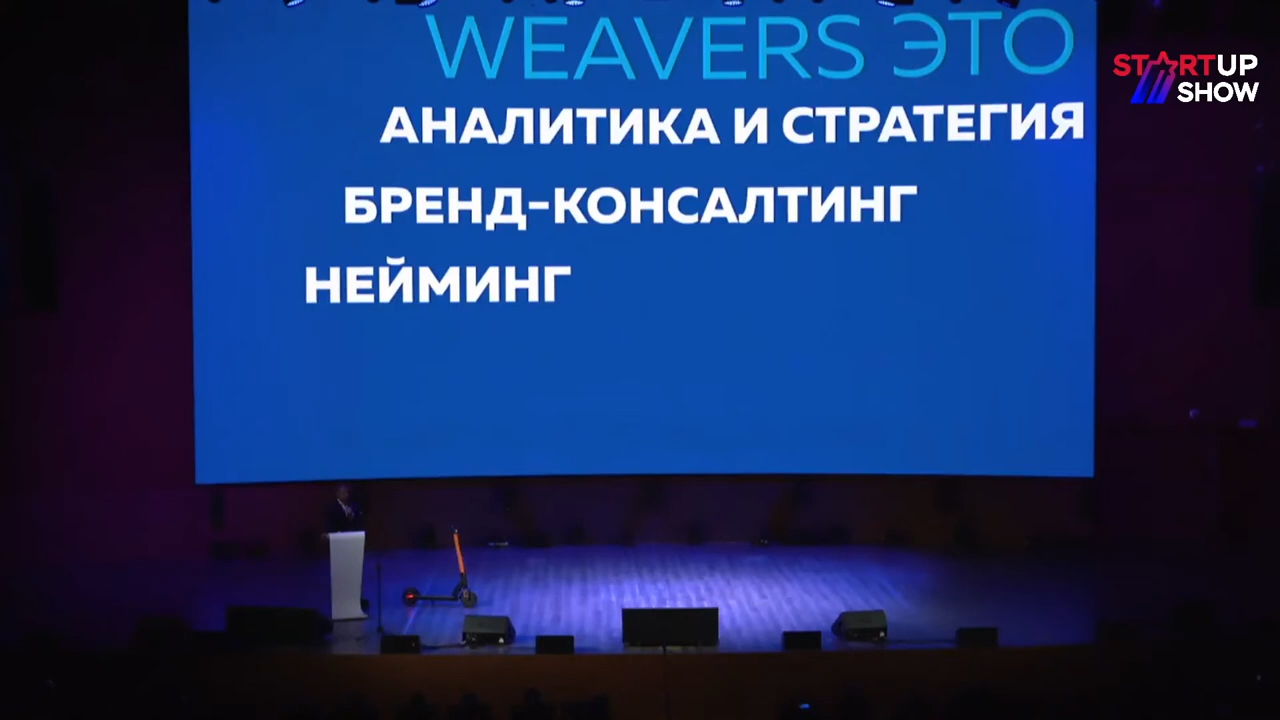 WEAVERS ЭТО
АНАЛИТИКА И СТРАТЕГИЯ
БРЕНД-КОНСАЛТИНГ
НЕЙМИНГ
STARTUP
SHOW